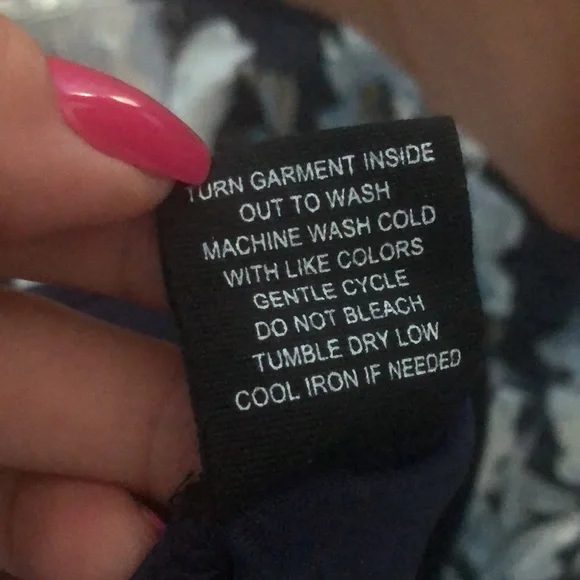 TURN GARMENT INSIDE
OUT TO WASH
MACHINE WASH COLD
WITH LIKE COLORS
GENTLE CYCLE
DO NOT BLEACH
TUMBLE DRY LOW
COOL IRON IF NEEDED